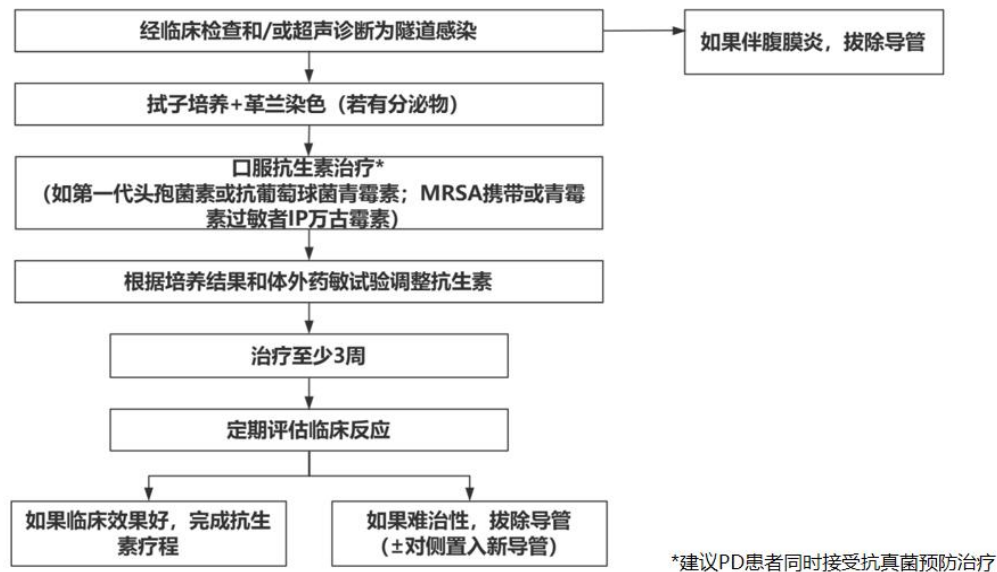 经临床检查和/或超声诊断为隧道感染
如果伴腹膜炎，拔除导管
拭子培养+革兰染色（若有分泌物）
口服抗生素治疗*
（如第一代头孢菌素或抗葡萄球菌青霉素；MRSA携带或青霉
素过敏者IP万古霉素）
根据培养结果和体外药敏试验调整抗生素
治疗至少3周
定期评估临床反应
如果临床效果好，完成抗生
素疗程
如果难治性，拔除导管
（±对侧置入新导管）
*建议PD患者同时接受抗真菌预防治疗